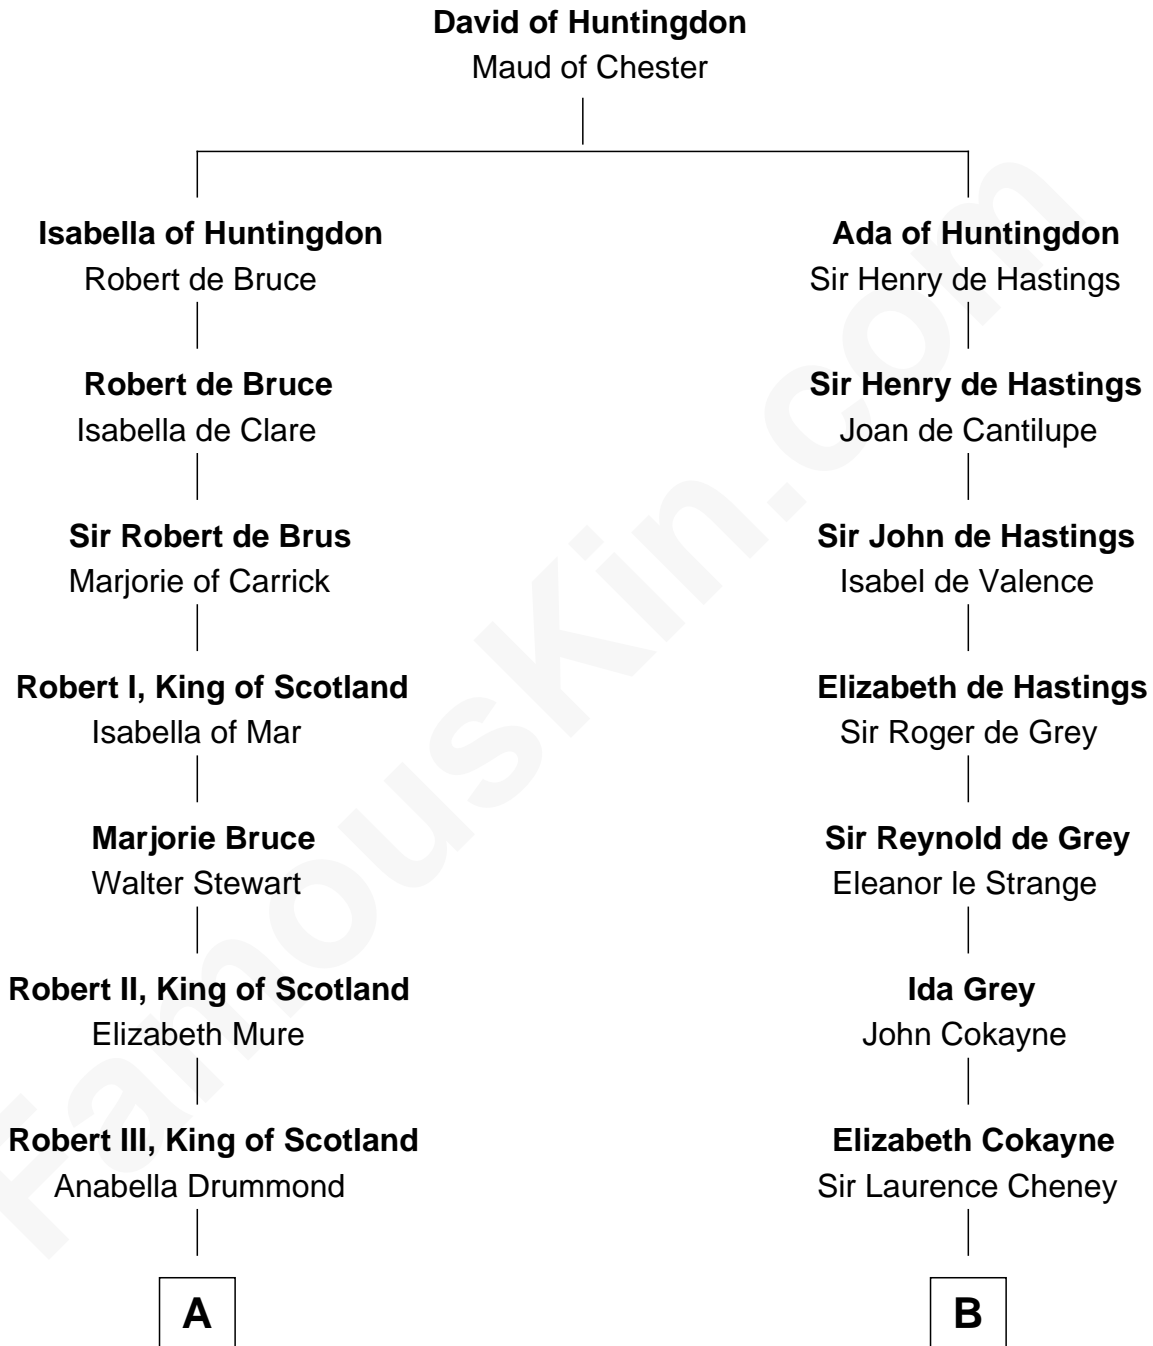 David of Huntingdon
Maud of Chester
Isabella of Huntingdon
Robert de Bruce
Robert de Bruce
Isabella de Clare
Sir Robert de Brus
Marjorie of Carrick
Robert I, King of Scotland
Isabella of Mar
Marjorie Bruce
Walter Stewart
Robert II, King of Scotland
Elizabeth Mure
Robert III, King of Scotland
Anabella Drummond
A
Ada of Huntingdon
Sir Henry de Hastings
Sir Henry de Hastings
Joan de Cantilupe
Sir John de Hastings
Isabel de Valence
Elizabeth de Hastings
Sir Roger de Grey
Sir Reynold de Grey
Eleanor le Strange
Ida Grey
John Cokayne
Elizabeth Cokayne
Sir Laurence Cheney
B
FamousKin.com